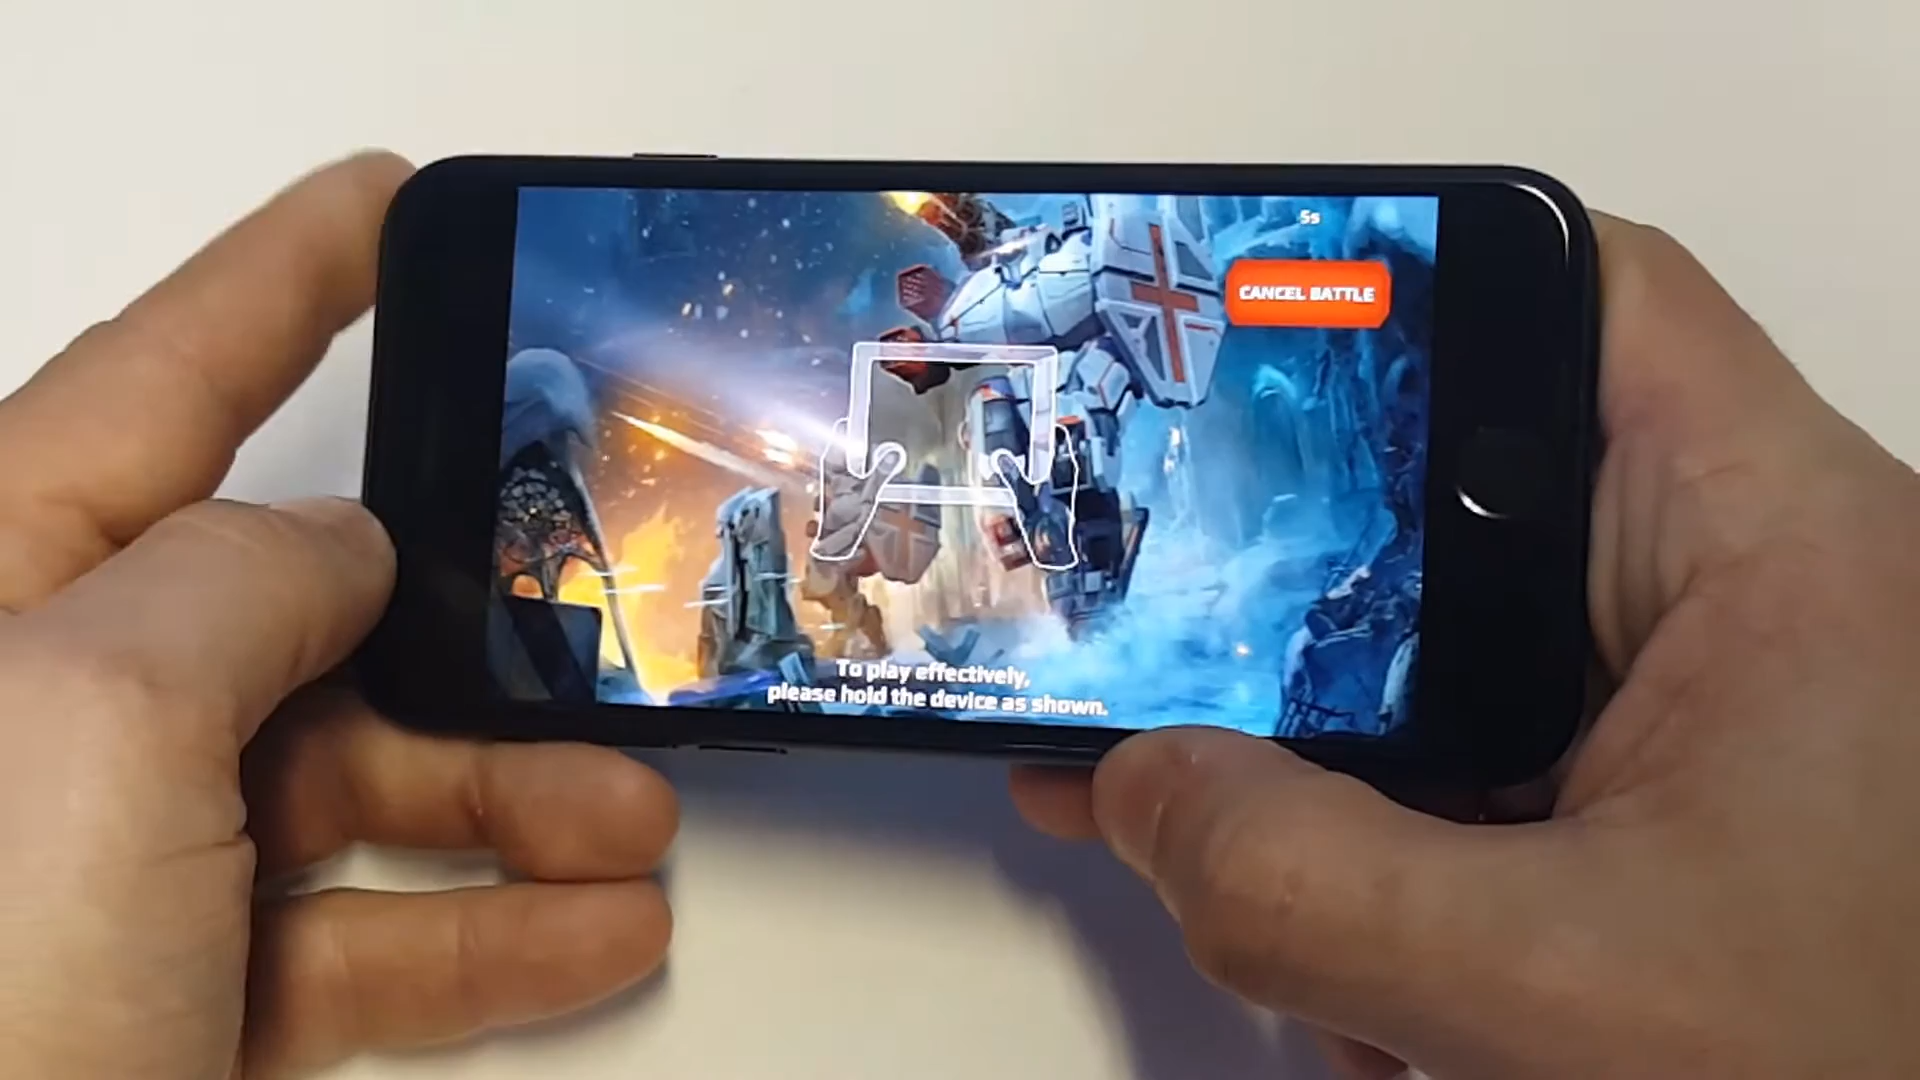 5s
CANCEL BATTLE
To play effectively,
please hold the device as shown.